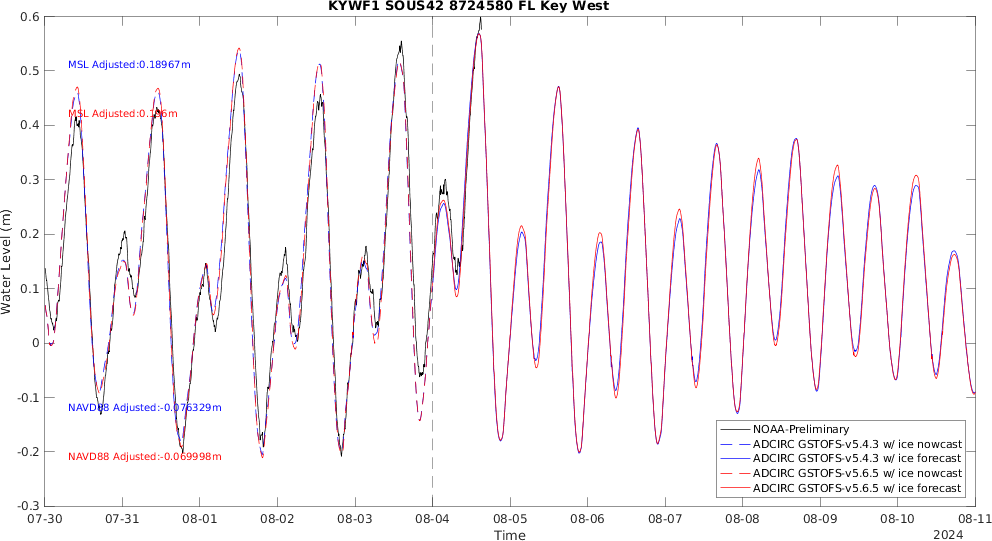 KYWF1 SOUS42 8724580 FL Key West
0.6
0.5
0.4
0.3
0.2
0.1
0
-0.1
-0.2
-0.3
Water Level (m)
MSL Adjusted:0.18967m
MSL Adjusted:
NAVD88 Adjusted:-0.076329m
NAVD88 Adjusted:-0.069998m
NOAA-Preliminary
ADCIRC GSTOFS-v5.4.3 w/ ice nowcast
ADCIRC GSTOFS-v5.4.3 w/ ice forecast
ADCIRC GSTOFS-v5.6.5 w/ ice nowcast
ADCIRC GSTOFS-v5.6.5 w/ ice forecast
07-30 07-31 08-01 08-02 08-03 08-04 08-05 08-06 08-07 08-08 08-09 08-10 08-11
Time
2024